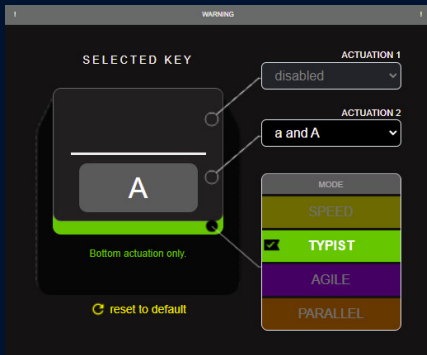 ! WARNING !
SELECTED KEY
ACTUATION 1
disabled
ACTUATION 2
a and A
A
Bottom actuation only.
reset to default
MODE
SPEED
TYPIST
AGILE
PARALLEL